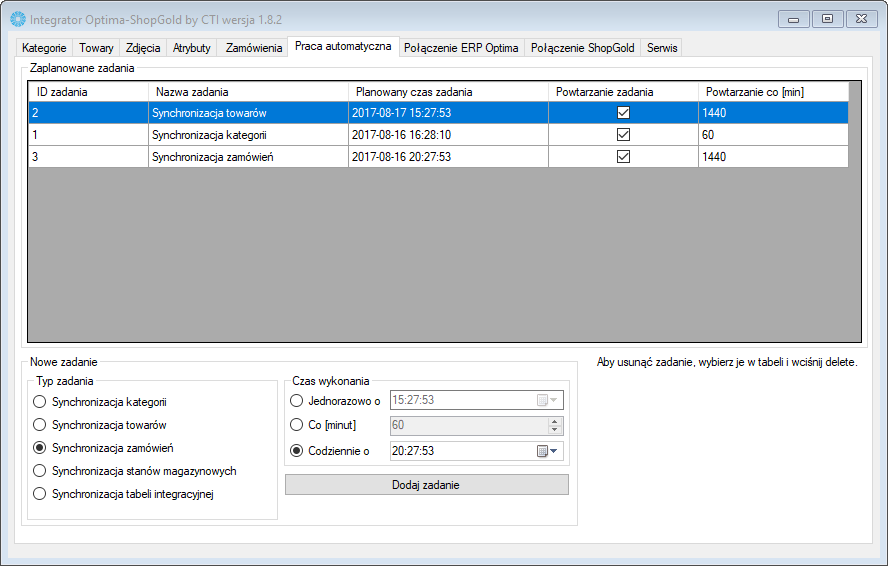 Integrator Optima-ShopGold by CTI wersja 1.8.2
Kategorie Towary Zdjęcia Atrybuty Zamówienia Praca automatyczna Połączenie ERP Optima Połączenie ShopGold Serwis
Zaplanowane zadania
ID zadania Nazwa zadania Planowany czas zadania Powtarzanie zadania Powtarzanie co [min]
2 Synchronizacja towarów 2017-08-17 15:27:53 1440
1 Synchronizacja kategorii 2017-08-16 16:28:10 60
3 Synchronizacja zamówień 2017-08-16 20:27:53 1440
Nowe zadanie
Typ zadania
Synchronizacja kategorii
Synchronizacja towarów
Synchronizacja zamówień
Synchronizacja stanów magazynowych
Synchronizacja tabeli integracyjnej
Czas wykonania
Jednorazowo o 15:27:53
Co [minut] 60
Codziennie o 20:27:53
Dodaj zadanie
Aby usunąć zadanie, wybierz je w tabeli i wciśnij delete.